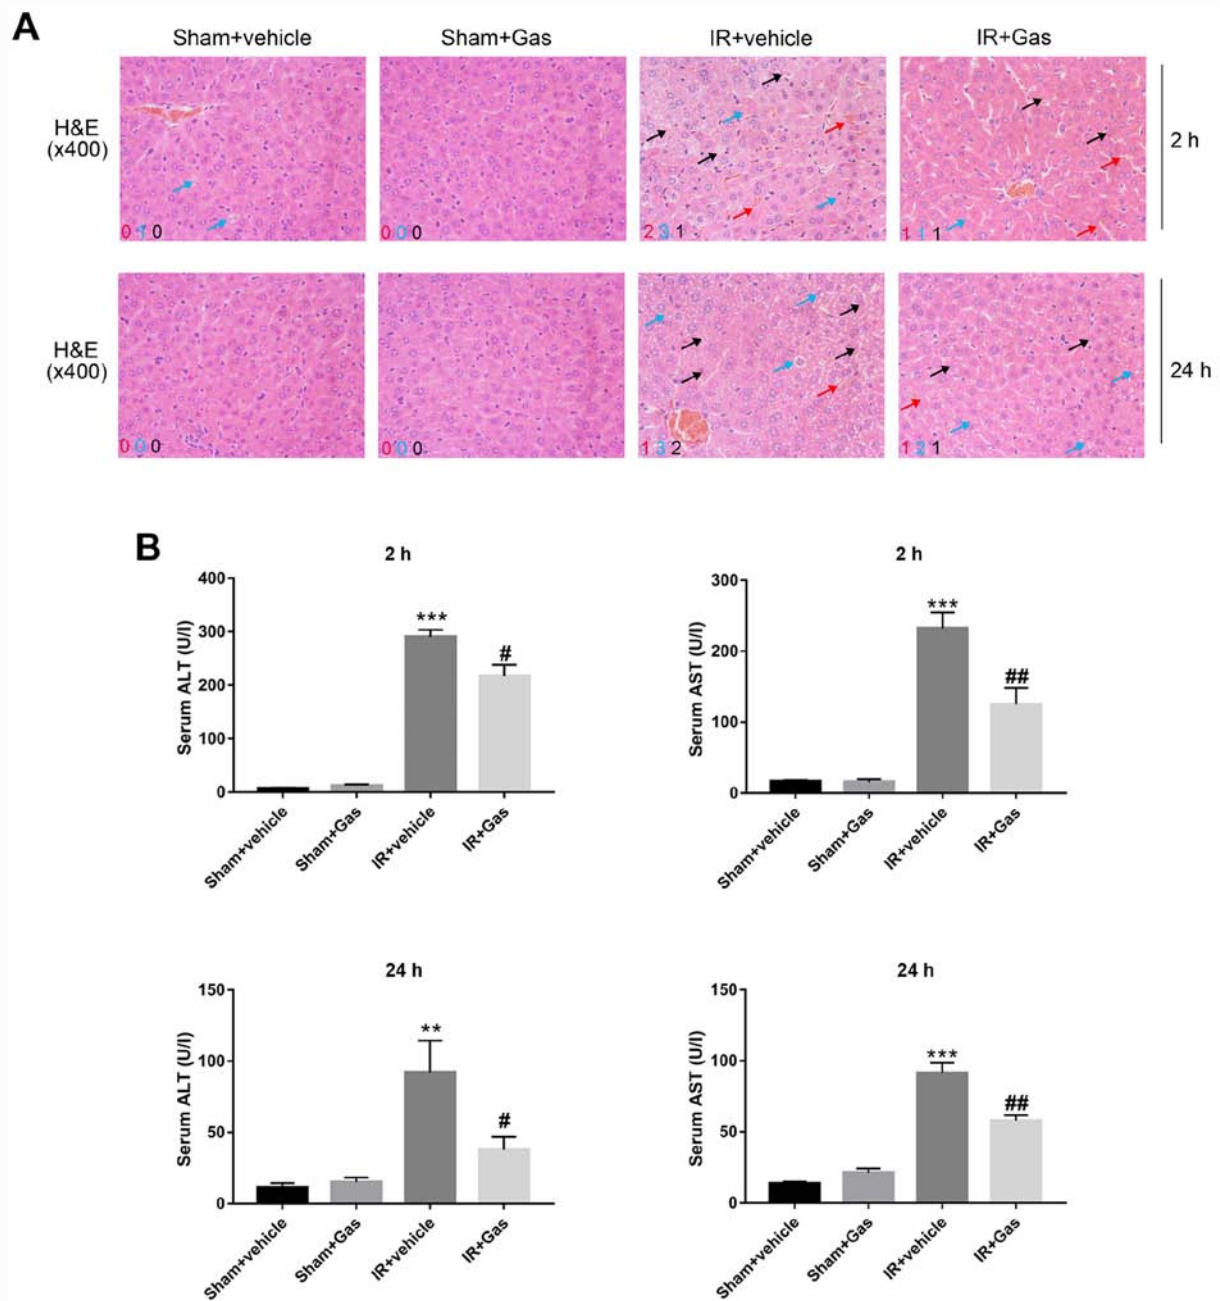 A
Sham+vehicle Sham+Gas IR+vehicle IR+Gas
H&E
(x400)
0 1 0
0 0 0
2 3 1
1 1 1
2 h
H&E
(x400)
0 0 0
0 0 0
1 3 2
1 2 1
24 h
B
2 h
Serum ALT (U/l)
400
300
200
100
0
***
#
Sham+vehicle
Sham+Gas
IR+vehicle
IR+Gas
2 h
Serum AST (U/l)
300
200
100
0
***
##
Sham+vehicle
Sham+Gas
IR+vehicle
IR+Gas
24 h
Serum ALT (U/l)
150
100
50
0
**
#
Sham+vehicle
Sham+Gas
IR+vehicle
IR+Gas
24 h
Serum AST (U/l)
150
100
50
0
***
##
Sham+vehicle
Sham+Gas
IR+vehicle
IR+Gas